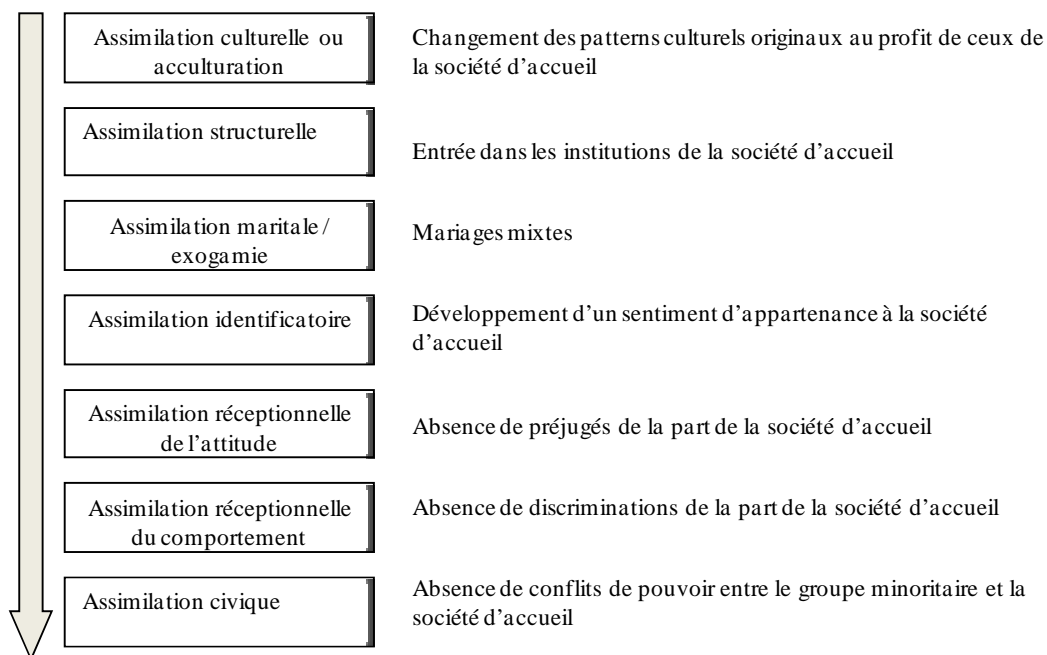 Assimilation culturelle ou
acculturation
Changement des patterns culturels originaux au profit de ceux de
la société d’accueil
Assimilation structurelle
Entrée dans les institutions de la société d’accueil
Assimilation maritale /
exogamie
Mariages mixtes
Assimilation identificatoire
Développement d’un sentiment d’appartenance à la société
d’accueil
Assimilation réceptionnelle
de l’attitude
Absence de préjugés de la part de la société d’accueil
Assimilation réceptionnelle
du comportement
Absence de discriminations de la part de la société d’accueil
Assimilation civique
Absence de conflits de pouvoir entre le groupe minoritaire et la
société d’accueil